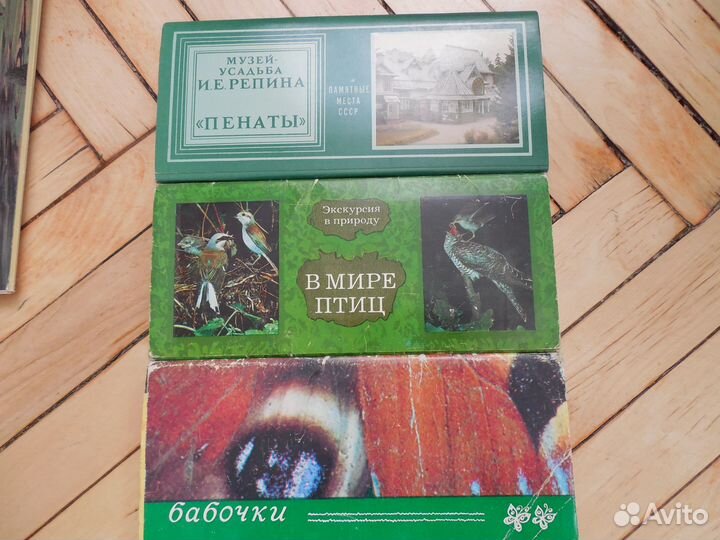 МУЗЕЙ-
УСАДЬБА
И.Е.РЕПИНА
«ПЕНАТЫ»
ПАМЯТНЫЕ
МЕСТА
СССР
Экскурсия
в природу
В МИРЕ
ПТИЦ
бабочки
Avito